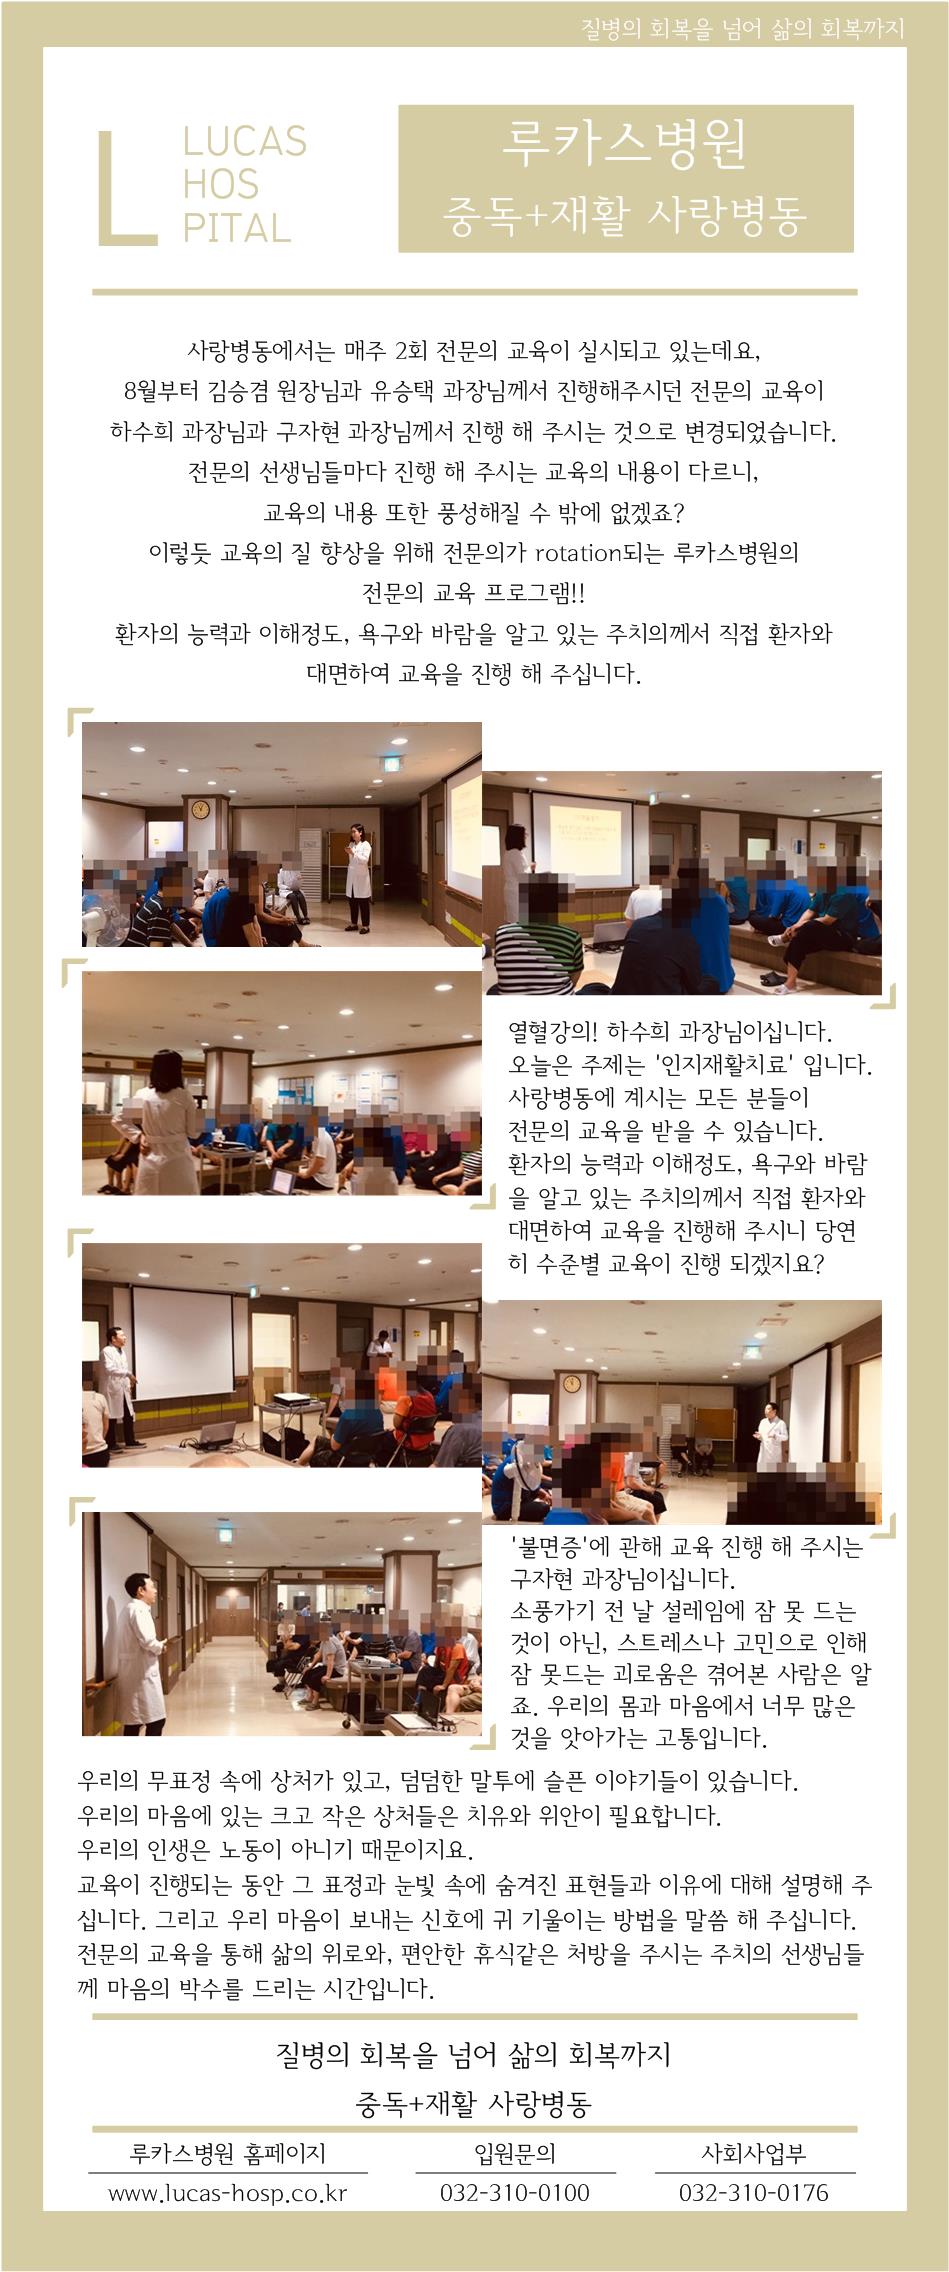 질병의 회복을 넘어 삶의 회복까지
L
LUCAS
HOS
PITAL
루카스병원
중독+재활 사랑병동
사랑병동에서는 매주 2회 전문의 교육이 실시되고 있는데요,
8월부터 김승겸 원장님과 유승택 과장님께서 진행해주시던 전문의 교육이
하수희 과장님과 구자현 과장님께서 진행 해 주시는 것으로 변경되었습니다.
전문의 선생님들마다 진행 해 주시는 교육의 내용이 다르니,
교육의 내용 또한 풍성해질 수 밖에 없겠죠?
이렇듯 교육의 질 향상을 위해 전문의가 rotation되는 루카스병원의
전문의 교육 프로그램!!
환자의 능력과 이해정도, 욕구와 바람을 알고 있는 주치의께서 직접 환자와
대면하여 교육을 진행 해 주십니다.
열혈강의! 하수희 과장님이십니다.
오늘은 주제는 '인지재활치료' 입니다.
사랑병동에 계시는 모든 분들이
전문의 교육을 받을 수 있습니다.
환자의 능력과 이해정도, 욕구와 바람
을 알고 있는 주치의께서 직접 환자와
대면하여 교육을 진행해 주시니 당연
히 수준별 교육이 진행 되겠지요?
'불면증'에 관해 교육 진행 해 주시는
구자현 과장님이십니다.
소풍가기 전 날 설레임에 잠 못 드는
것이 아닌, 스트레스나 고민으로 인해
잠 못드는 괴로움은 겪어본 사람은 알
죠. 우리의 몸과 마음에서 너무 많은
것을 앗아가는 고통입니다.
우리의 무표정 속에 상처가 있고, 덤덤한 말투에 슬픈 이야기들이 있습니다.
우리의 마음에 있는 크고 작은 상처들은 치유와 위안이 필요합니다.
우리의 인생은 노동이 아니기 때문이지요.
교육이 진행되는 동안 그 표정과 눈빛 속에 숨겨진 표현들과 이유에 대해 설명해 주
십니다. 그리고 우리 마음이 보내는 신호에 귀 기울이는 방법을 말씀 해 주십니다.
전문의 교육을 통해 삶의 위로와, 편안한 휴식같은 처방을 주시는 주치의 선생님들
께 마음의 박수를 드리는 시간입니다.
질병의 회복을 넘어 삶의 회복까지
중독+재활 사랑병동
루카스병원 홈페이지
입원문의
사회사업부
www.lucas-hosp.co.kr
032-310-0100
032-310-0176